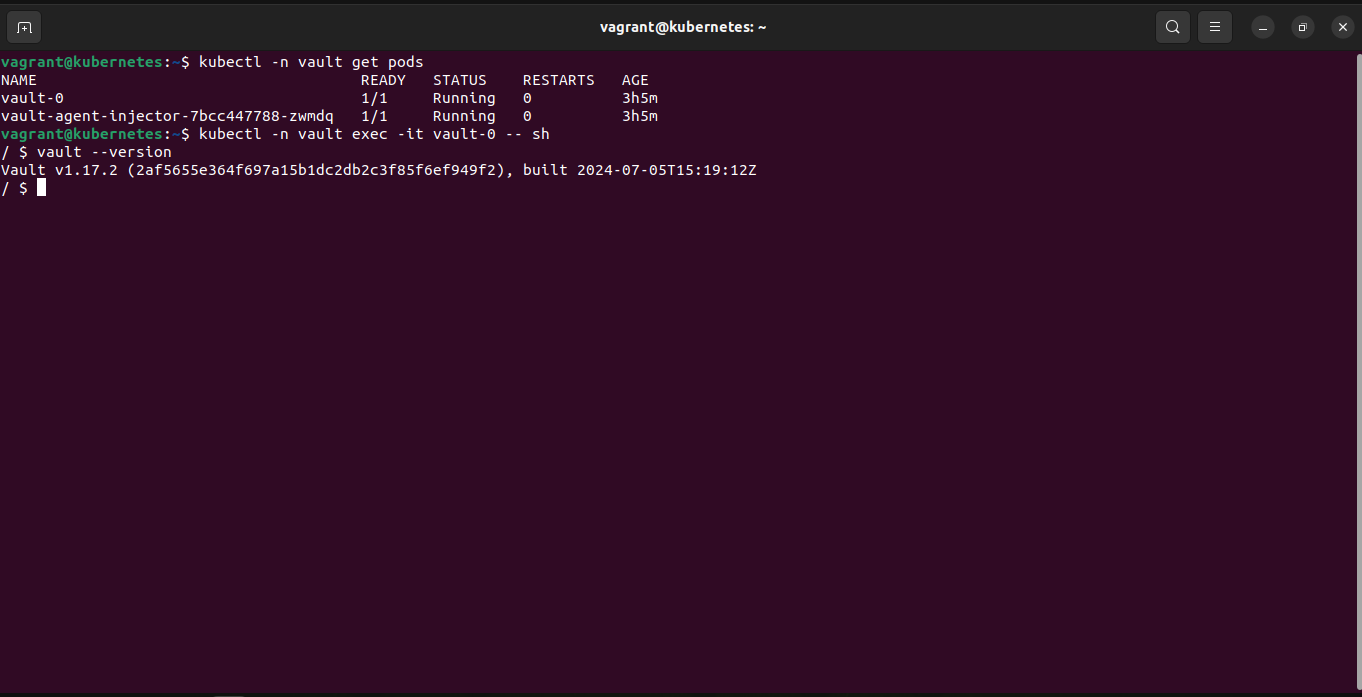 vagrant@kubernetes: ~
vagrant@kubernetes:~$ kubectl -n vault get pods
NAME                                    READY   STATUS    RESTARTS   AGE
vault-0                                 1/1     Running   0          3h5m
vault-agent-injector-7bcc447788-zwmdq   1/1     Running   0          3h5m
vagrant@kubernetes:~$ kubectl -n vault exec -it vault-0 -- sh
/ $ vault --version
Vault v1.17.2 (2af5655e364f697a15b1dc2db2c3f85f6ef949f2), built 2024-07-05T15:19:12Z
/ $